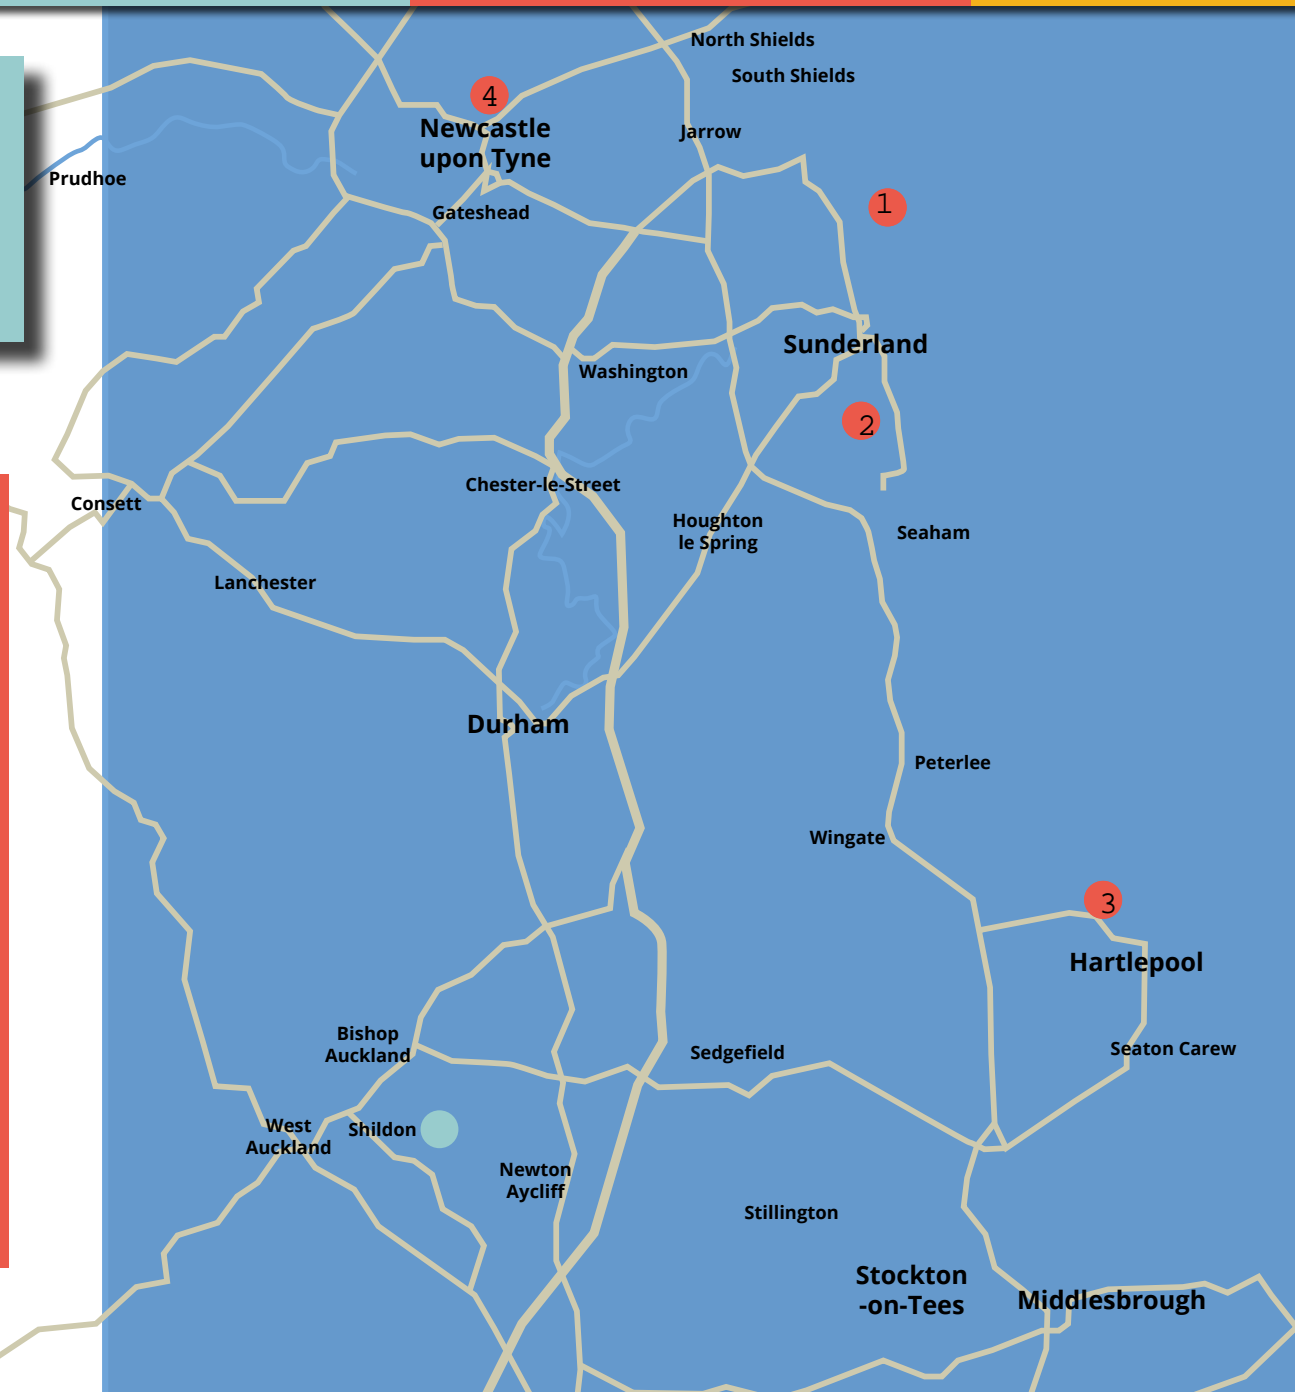 North Shields
South Shields
4
Newcastle
upon Tyne
Jarrow
Prudhoe
1
Gateshead
Sunderland
Washington
2
Chester-le-Street
Consett
Houghton
le Spring
Seaham
Lanchester
Durham
Peterlee
Wingate
3
Hartlepool
Bishop
Auckland
Sedgefield
Seaton Carew
West
Auckland
Shildon
Newton
Aycliff
Stillington
Stockton
-on-Tees
Middlesbrough